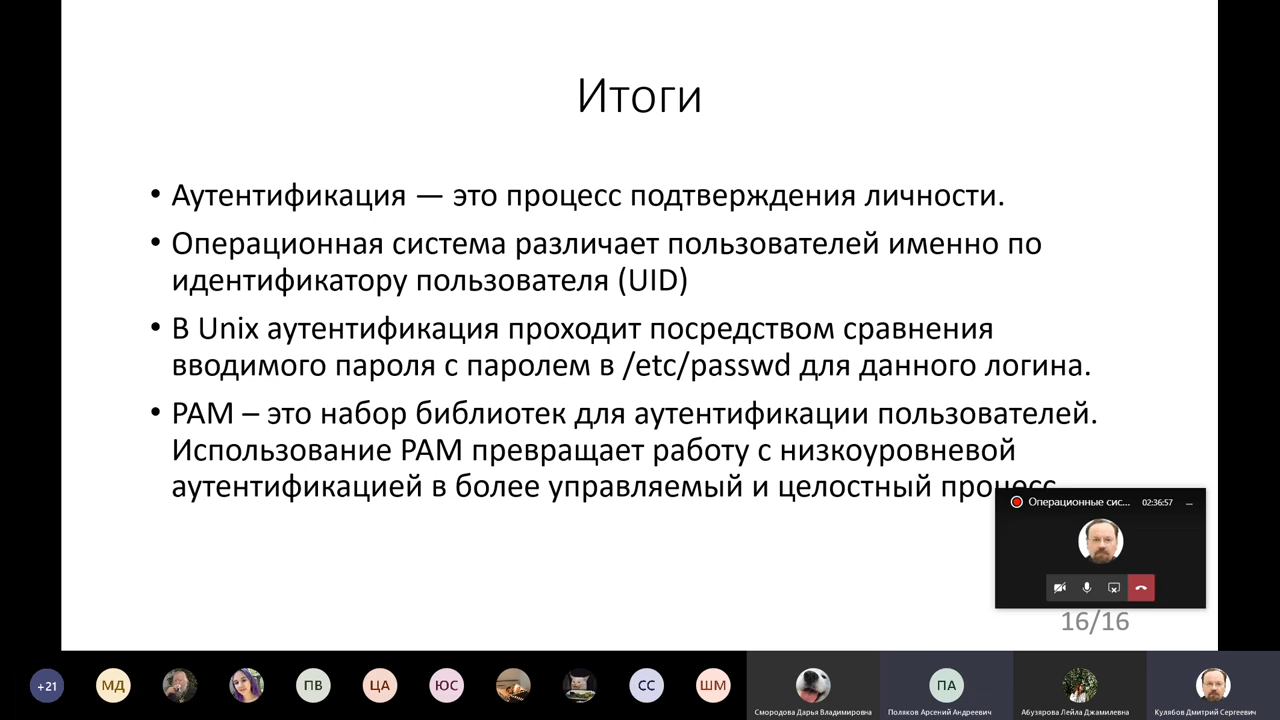 Итоги
• Аутентификация — это процесс подтверждения личности.
• Операционная система различает пользователей именно по
идентификатору пользователя (UID)
• В Unix аутентификация проходит посредством сравнения
вводимого пароля с паролем в /etc/passwd для данного логина.
• PAM – это набор библиотек для аутентификации пользователей.
Использование PAM превращает работу с низкоуровневой
аутентификацией в более управляемый и целостный процесс
Операционные сис... 02:36:57
16/16
+21 МД ПВ ЦА ЮС СС ШМ ПА
Смородова Дарья Владимировна Поляков Арсений Андреевич Абузярова Лейла Джамилевна Кулябов Дмитрий Сергеевич